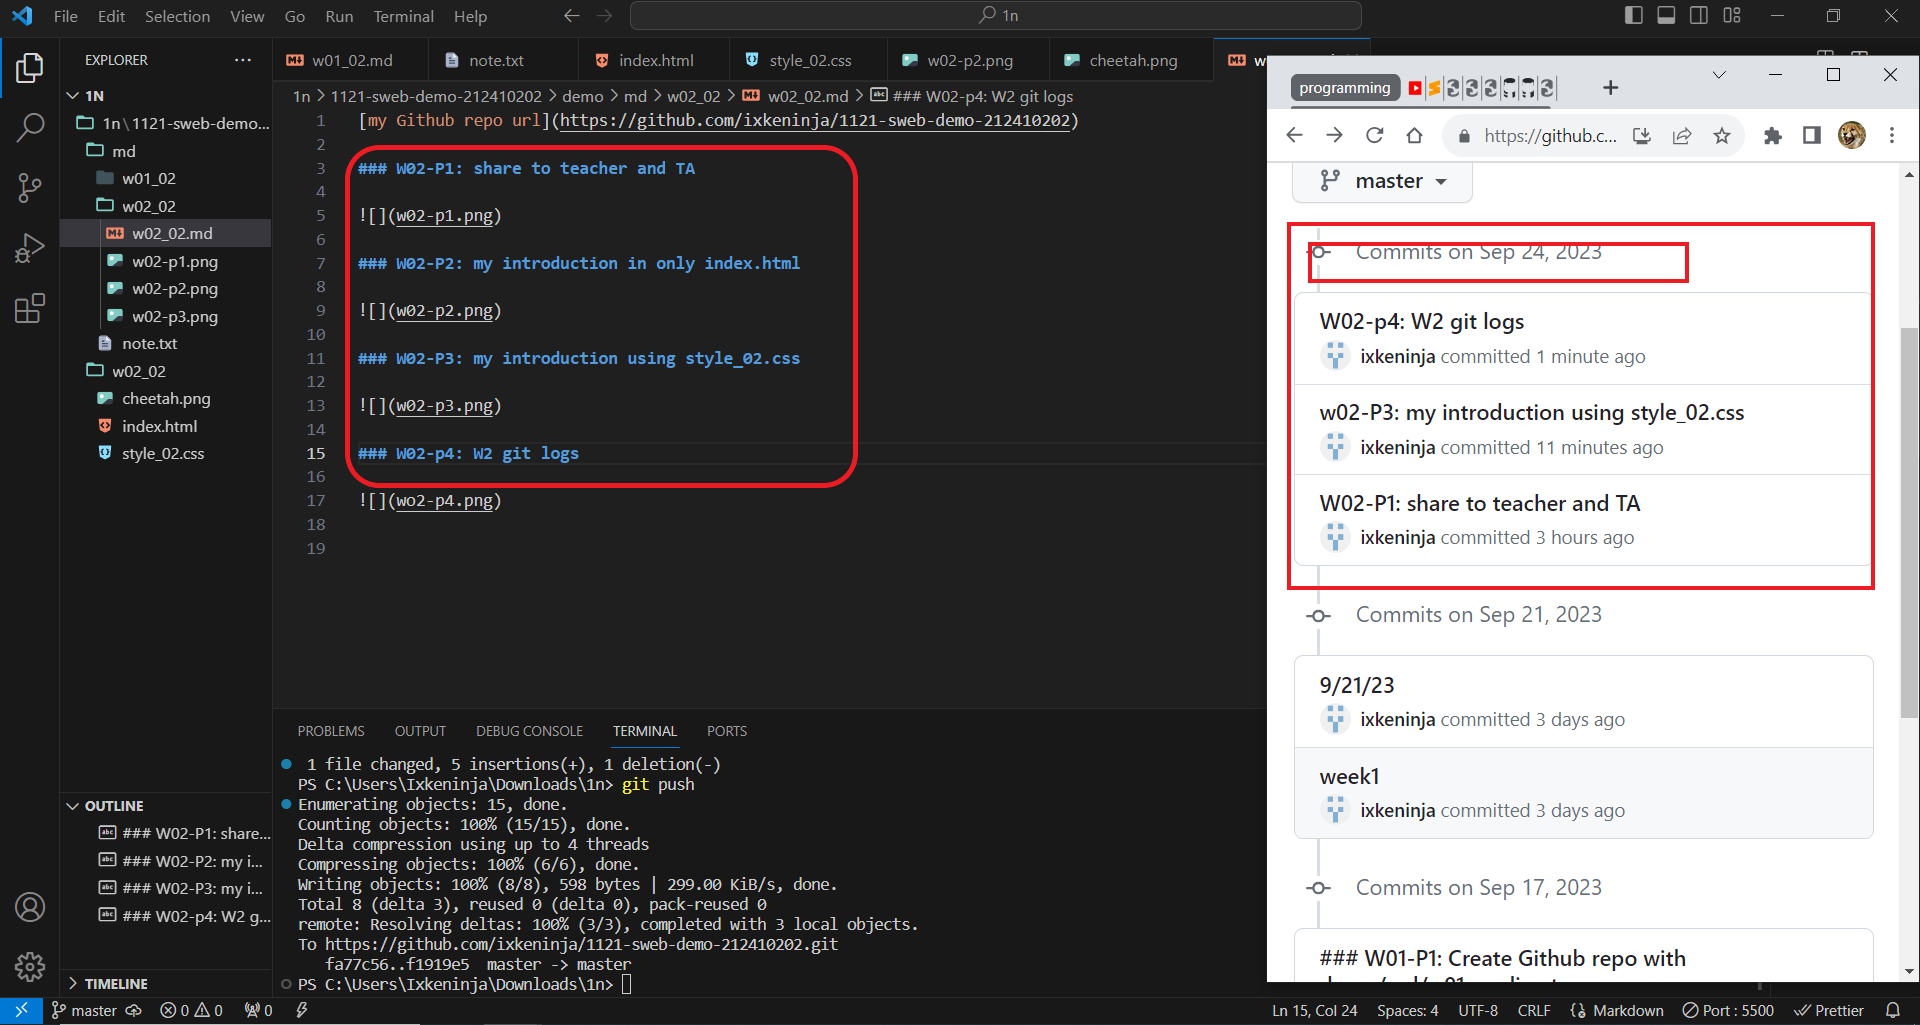 File Edit Selection View Go Run Terminal Help
1n
EXPLORER
1N
1n\1121-sweb-demo...
md
w01_02
w02_02
w02_02.md
w02-p1.png
w02-p2.png
w02-p3.png
note.txt
w02_02
cheetah.png
index.html
style_02.css
OUTLINE
### W02-P1: share...
### W02-P2: my i...
### W02-P3: my i...
### W02-p4: W2 g...
TIMELINE
w01_02.md note.txt index.html style_02.css w02-p2.png cheetah.png
1n > 1121-sweb-demo-212410202 > demo > md > w02_02 > w02_02.md > ### W02-p4: W2 git logs
1 [my Github repo url](https://github.com/ixkeninja/1121-sweb-demo-212410202)
2
3 ### W02-P1: share to teacher and TA
4
5 ![](w02-p1.png)
6
7 ### W02-P2: my introduction in only index.html
8
9 ![](w02-p2.png)
10
11 ### W02-P3: my introduction using style_02.css
12
13 ![](w02-p3.png)
14
15 ### W02-p4: W2 git logs
16
17 ![](wo2-p4.png)
18
19
PROBLEMS OUTPUT DEBUG CONSOLE TERMINAL PORTS
1 file changed, 5 insertions(+), 1 deletion(-)
PS C:\Users\Ixkeninja\Downloads\1n> git push
Enumerating objects: 15, done.
Counting objects: 100% (15/15), done.
Delta compression using up to 4 threads
Compressing objects: 100% (6/6), done.
Writing objects: 100% (8/8), 598 bytes | 299.00 KiB/s, done.
Total 8 (delta 3), reused 0 (delta 0), pack-reused 0
remote: Resolving deltas: 100% (3/3), completed with 3 local objects.
To https://github.com/ixkeninja/1121-sweb-demo-212410202.git
fa77c56..f1919e5 master -> master
PS C:\Users\Ixkeninja\Downloads\1n>
programming
https://github.c...
master
Commits on Sep 24, 2023
W02-p4: W2 git logs
ixkeninja committed 1 minute ago
w02-P3: my introduction using style_02.css
ixkeninja committed 11 minutes ago
W02-P1: share to teacher and TA
ixkeninja committed 3 hours ago
Commits on Sep 21, 2023
9/21/23
ixkeninja committed 3 days ago
week1
ixkeninja committed 3 days ago
Commits on Sep 17, 2023
### W01-P1: Create Github repo with
master 0 0 0 Ln 15, Col 24 Spaces: 4 UTF-8 CRLF Markdown Port : 5500 Prettier